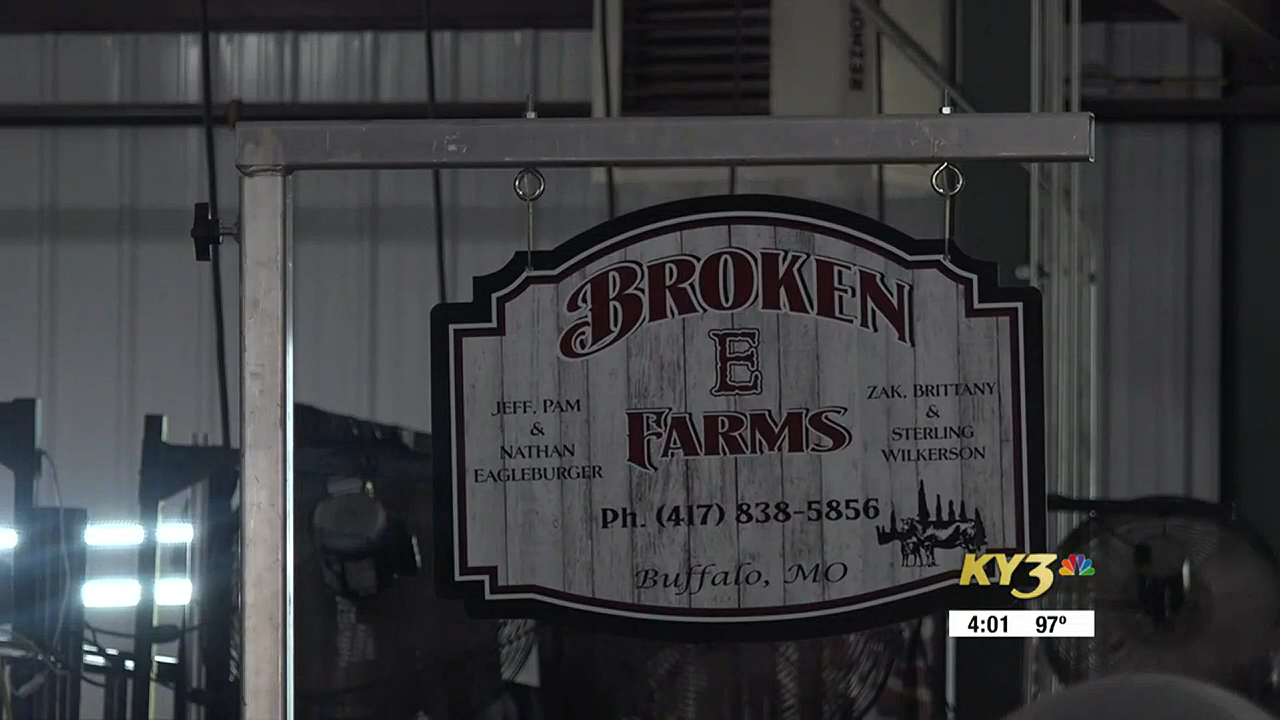 BROKEN
E
FARMS
JEFF, PAM
&
NATHAN
EAGLEBURGER
ZAK, BRITTANY
&
STERLING
WILKERSON
Ph. (417) 838-5856
Buffalo, MO
KY3
4:01 97º